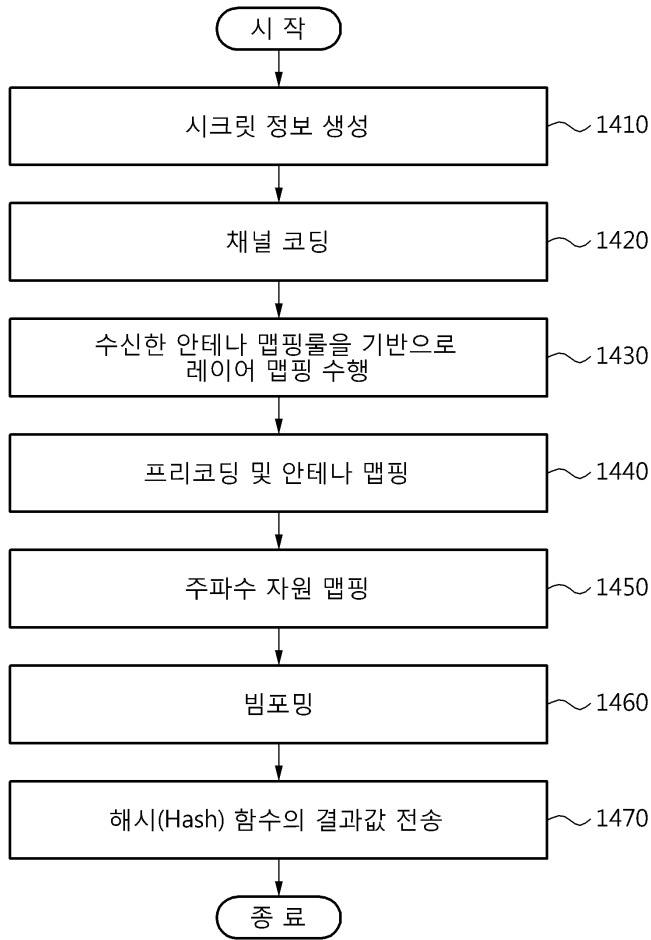 시 작
시크릿 정보 생성
1410
채널 코딩
1420
수신한 안테나 맵핑룰을 기반으로
레이어 맵핑 수행
1430
프리코딩 및 안테나 맵핑
1440
주파수 자원 맵핑
1450
빔포밍
1460
해시(Hash) 함수의 결과값 전송
1470
종 료